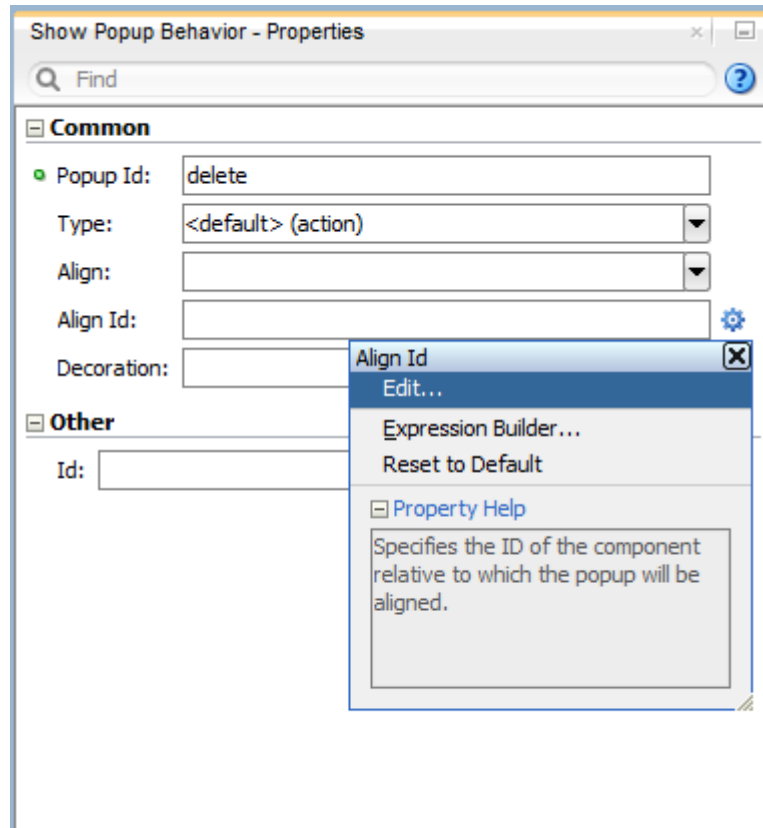 Show Popup Behavior - Properties
Find
Common
Popup Id: delete
Type: <default> (action)
Align:
Align Id:
Decoration:
Other
Id:
Align Id
Edit...
Expression Builder...
Reset to Default
Property Help
Specifies the ID of the component
relative to which the popup will be
aligned.